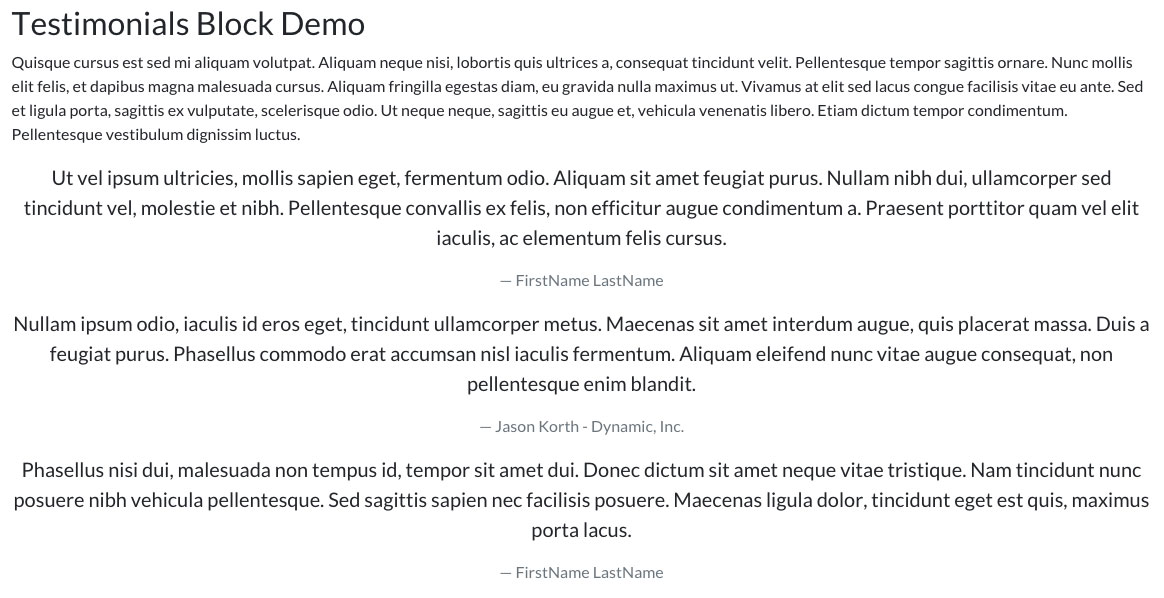 Testimonials Block Demo
Quisque cursus est sed mi aliquam volutpat. Aliquam neque nisi, lobortis quis ultrices a, consequat tincidunt velit. Pellentesque tempor sagittis ornare. Nunc mollis
elit felis, et dapibus magna malesuada cursus. Aliquam fringilla egestas diam, eu gravida nulla maximus ut. Vivamus at elit sed lacus congue facilisis vitae eu ante. Sed
et ligula porta, sagittis ex vulputate, scelerisque odio. Ut neque neque, sagittis eu augue et, vehicula venenatis libero. Etiam dictum tempor condimentum.
Pellentesque vestibulum dignissim luctus.
Ut vel ipsum ultricies, mollis sapien eget, fermentum odio. Aliquam sit amet feugiat purus. Nullam nibh dui, ullamcorper sed
tincidunt vel, molestie et nibh. Pellentesque convallis ex felis, non efficitur augue condimentum a. Praesent porttitor quam vel elit
iaculis, ac elementum felis cursus.
— FirstName LastName
Nullam ipsum odio, iaculis id eros eget, tincidunt ullamcorper metus. Maecenas sit amet interdum augue, quis placerat massa. Duis a
feugiat purus. Phasellus commodo erat accumsan nisl iaculis fermentum. Aliquam eleifend nunc vitae augue consequat, non
pellentesque enim blandit.
— Jason Korth - Dynamic, Inc.
Phasellus nisi dui, malesuada non tempus id, tempor sit amet dui. Donec dictum sit amet neque vitae tristique. Nam tincidunt nunc
posuere nibh vehicula pellentesque. Sed sagittis sapien nec facilisis posuere. Maecenas ligula dolor, tincidunt eget est quis, maximus
porta lacus.
— FirstName LastName